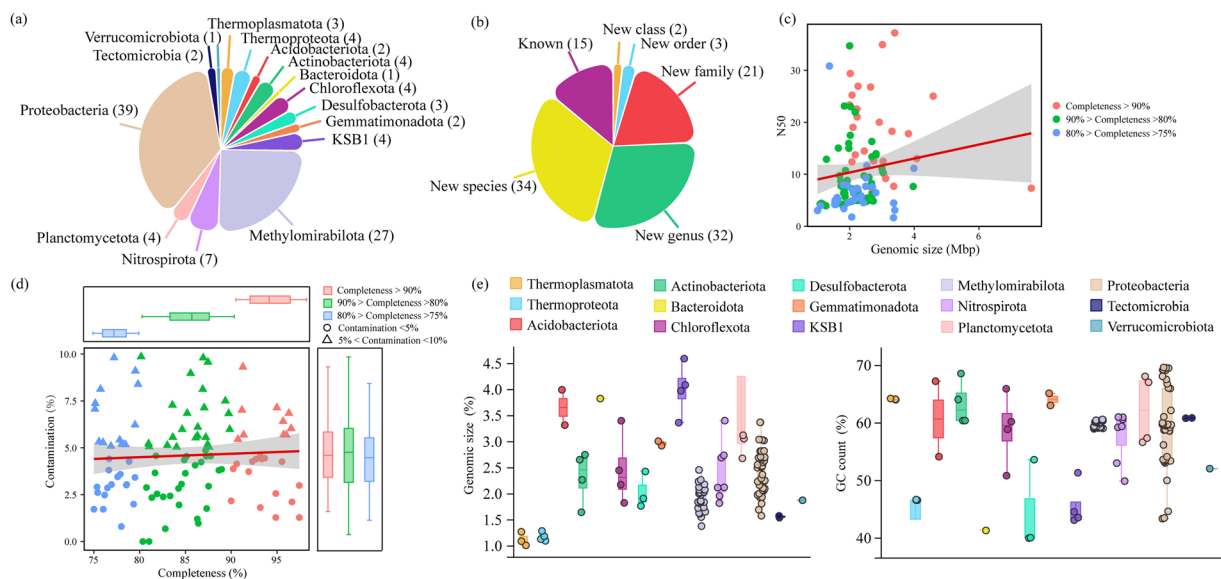 (a)
Thermoplasmatota (3)
Verrucomicrobiota (1)
Thermoproteota (4)
Tectomicrobia (2)
Acidobacteriota (2)
Actinobacteriota (4)
Bacteroidota (1)
Chloroflexota (4)
Proteobacteria (39)
Desulfobacterota (3)
Gemmatimonadota (2)
KSB1 (4)
Planctomycetota (4)
Methylomirabilota (27)
Nitrospirota (7)
(b)
New class (2)
Known (15)
New order (3)
New family (21)
New species (34)
New genus (32)
(c)
N50
30
20
10
0
2
4
6
Genomic size (Mbp)
Completeness > 90%
90% > Completeness >80%
80% > Completeness >75%
(d)
Completeness > 90%
90% > Completeness >80%
80% > Completeness >75%
Contamination <5%
5% < Contamination <10%
Contamination (%)
10.0
7.5
5.0
2.5
0.0
75
80
85
90
95
Completeness (%)
(e)
Thermoplasmatota
Actinobacteriota
Desulfobacterota
Methylomirabilota
Proteobacteria
Thermoproteota
Bacteroidota
Gemmatimonadota
Nitrospirota
Tectomicrobia
Acidobacteriota
Chloroflexota
KSB1
Planctomycetota
Verrucomicrobiota
Genomic size (%)
4.5
4.0
3.5
3.0
2.5
2.0
1.5
1.0
GC count (%)
70
60
50
40